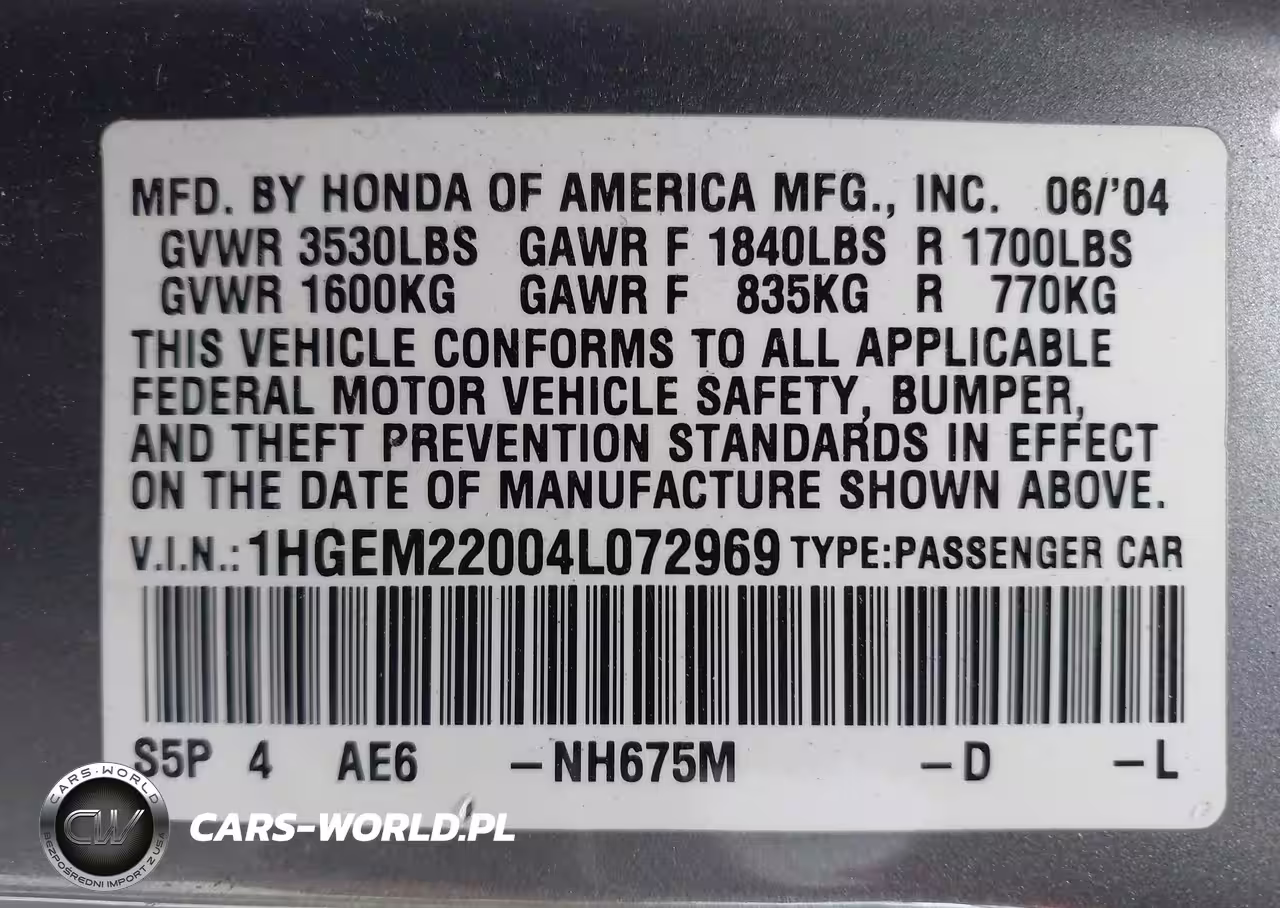 MFD. BY HONDA OF AMERICA MFG., INC. 06/'04
GVWR 3530LBS GAWR F 1840LBS R 1700LBS
GVWR 1600KG GAWR F 835KG R 770KG
THIS VEHICLE CONFORMS TO ALL APPLICABLE
FEDERAL MOTOR VEHICLE SAFETY, BUMPER,
AND THEFT PREVENTION STANDARDS IN EFFECT
ON THE DATE OF MANUFACTURE SHOWN ABOVE.
V.I.N.: 1HGEM22004L072969 TYPE:PASSENGER CAR
S5P 4 AE6 –NH675M –D –L
CARS·WORLD
CW
BEZPOŚREDNI IMPORT Z USA
CARS-WORLD.PL